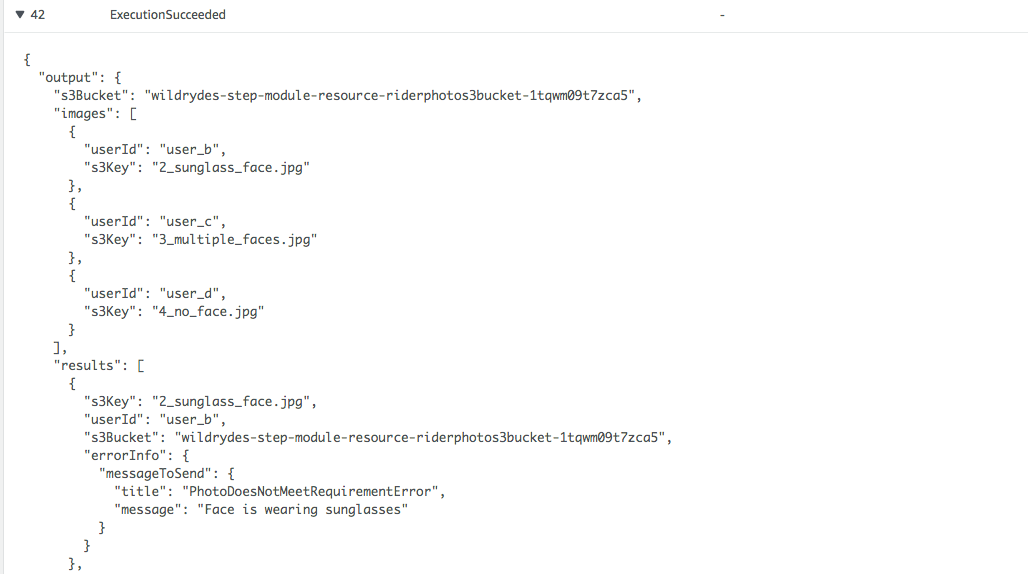 ▼ 42 ExecutionSucceeded -
{
  "output": {
    "s3Bucket": "wildrydes-step-module-resource-riderphotos3bucket-1tqwm09t7zca5",
    "images": [
      {
        "userId": "user_b",
        "s3Key": "2_sunglass_face.jpg"
      },
      {
        "userId": "user_c",
        "s3Key": "3_multiple_faces.jpg"
      },
      {
        "userId": "user_d",
        "s3Key": "4_no_face.jpg"
      }
    ],
    "results": [
      {
        "s3Key": "2_sunglass_face.jpg",
        "userId": "user_b",
        "s3Bucket": "wildrydes-step-module-resource-riderphotos3bucket-1tqwm09t7zca5",
        "errorInfo": {
          "messageToSend": {
            "title": "PhotoDoesNotMeetRequirementError",
            "message": "Face is wearing sunglasses"
          }
        }
      },